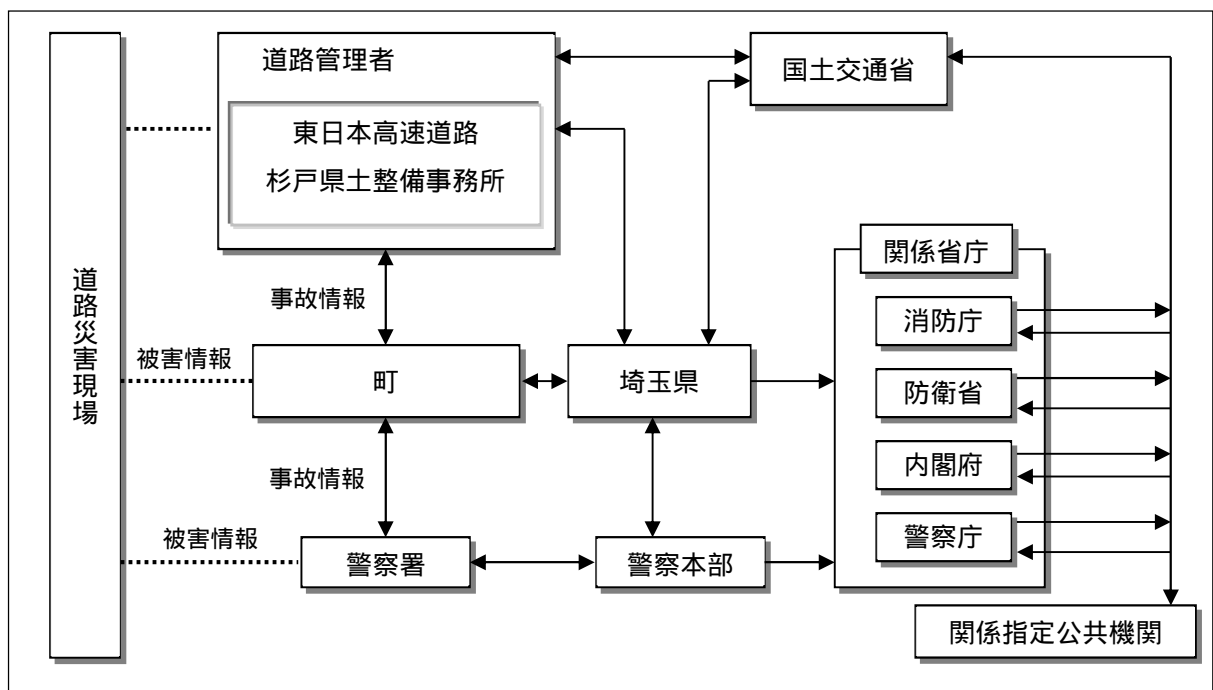 道路災害現場
道路管理者
東日本高速道路
杉戸県土整備事務所
国土交通省
事故情報
被害情報
町
埼玉県
関係省庁
消防庁
防衛省
内閣府
警察庁
事故情報
被害情報
警察署
警察本部
関係指定公共機関